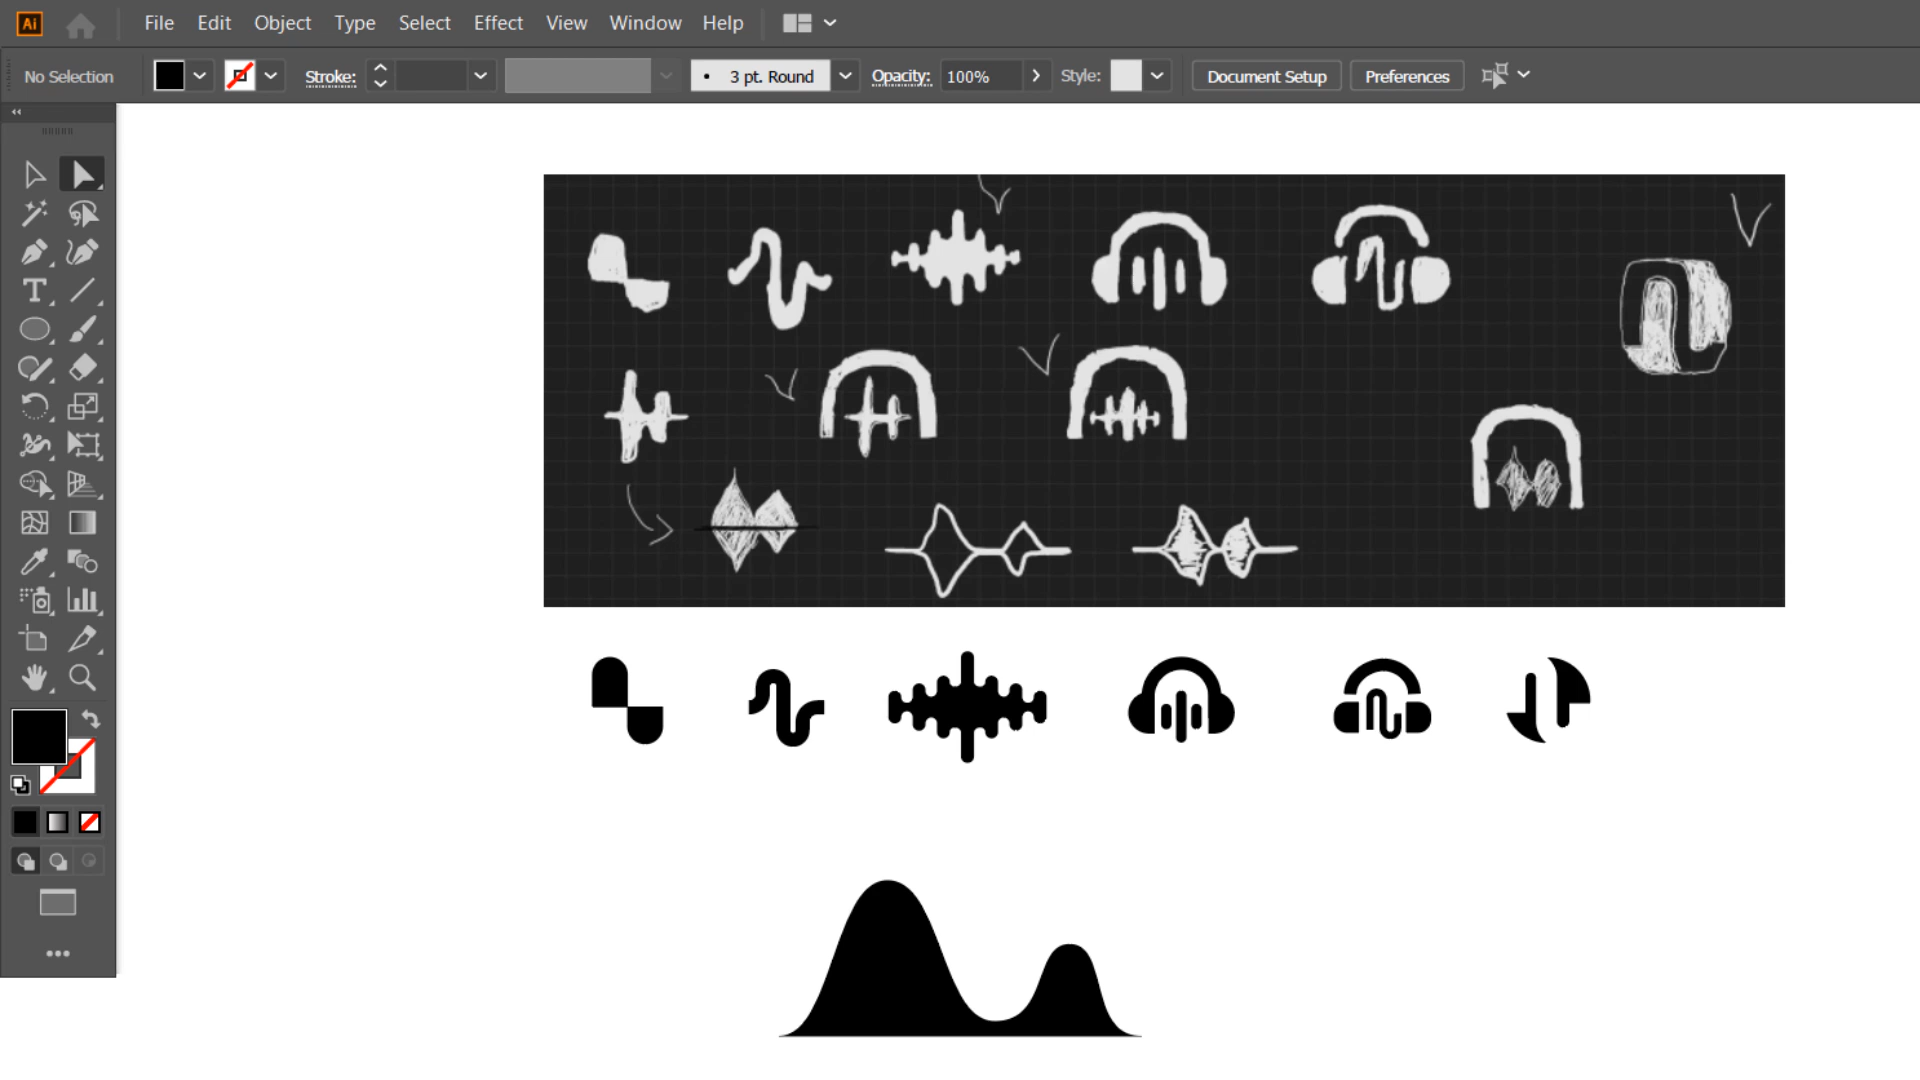 Ai File Edit Object Type Select Effect View Window Help
No Selection Stroke: 3 pt. Round Opacity: 100% Style: Document Setup Preferences